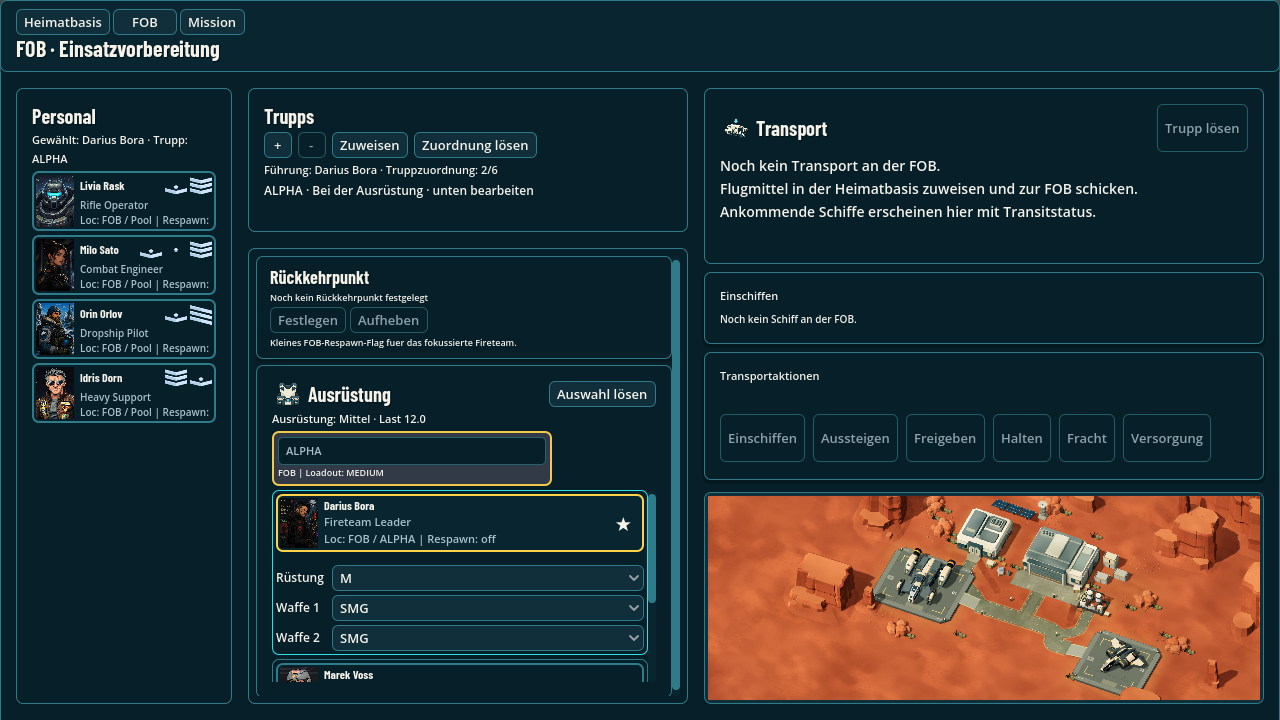 Heimatbasis
FOB
Mission
FOB · Einsatzvorbereitung
Personal
Gewählt: Darius Bora · Trupp:
ALPHA
Livia Rask
Rifle Operator
Loc: FOB / Pool | Respawn:
Milo Sato
Combat Engineer
Loc: FOB / Pool | Respawn:
Orin Orlov
Dropship Pilot
Loc: FOB / Pool | Respawn:
Idris Dorn
Heavy Support
Loc: FOB / Pool | Respawn:
Trupps
+
-
Zuweisen
Zuordnung lösen
Führung: Darius Bora · Truppzuordnung: 2/6
ALPHA · Bei der Ausrüstung · unten bearbeiten
Rückkehrpunkt
Noch kein Rückkehrpunkt festgelegt
Festlegen
Aufheben
Kleines FOB-Respawn-Flag fuer das fokussierte Fireteam.
Ausrüstung
Auswahl lösen
Ausrüstung: Mittel · Last 12.0
ALPHA
FOB | Loadout: MEDIUM
Darius Bora
Fireteam Leader
Loc: FOB / ALPHA | Respawn: off
Rüstung
M
Waffe 1
SMG
Waffe 2
SMG
Marek Voss
Transport
Trupp lösen
Noch kein Transport an der FOB.
Flugmittel in der Heimatbasis zuweisen und zur FOB schicken.
Ankommende Schiffe erscheinen hier mit Transitstatus.
Einschiffen
Noch kein Schiff an der FOB.
Transportaktionen
Einschiffen
Aussteigen
Freigeben
Halten
Fracht
Versorgung